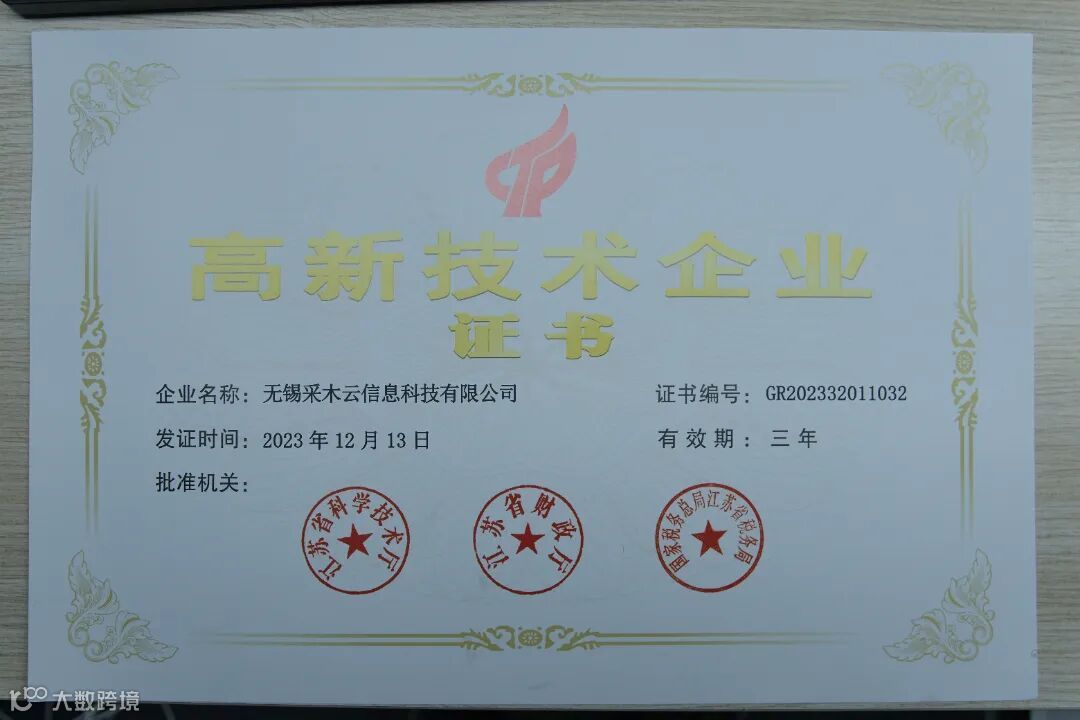 高新技术企业
证书
企业名称：无锡采木云信息科技有限公司
证书编号：GR202332011032
发证时间：2023年12月13日
有效期：三年
批准机关：
江苏省科学技术厅
江苏省财政厅
国家税务总局江苏省税务局
大数跨境